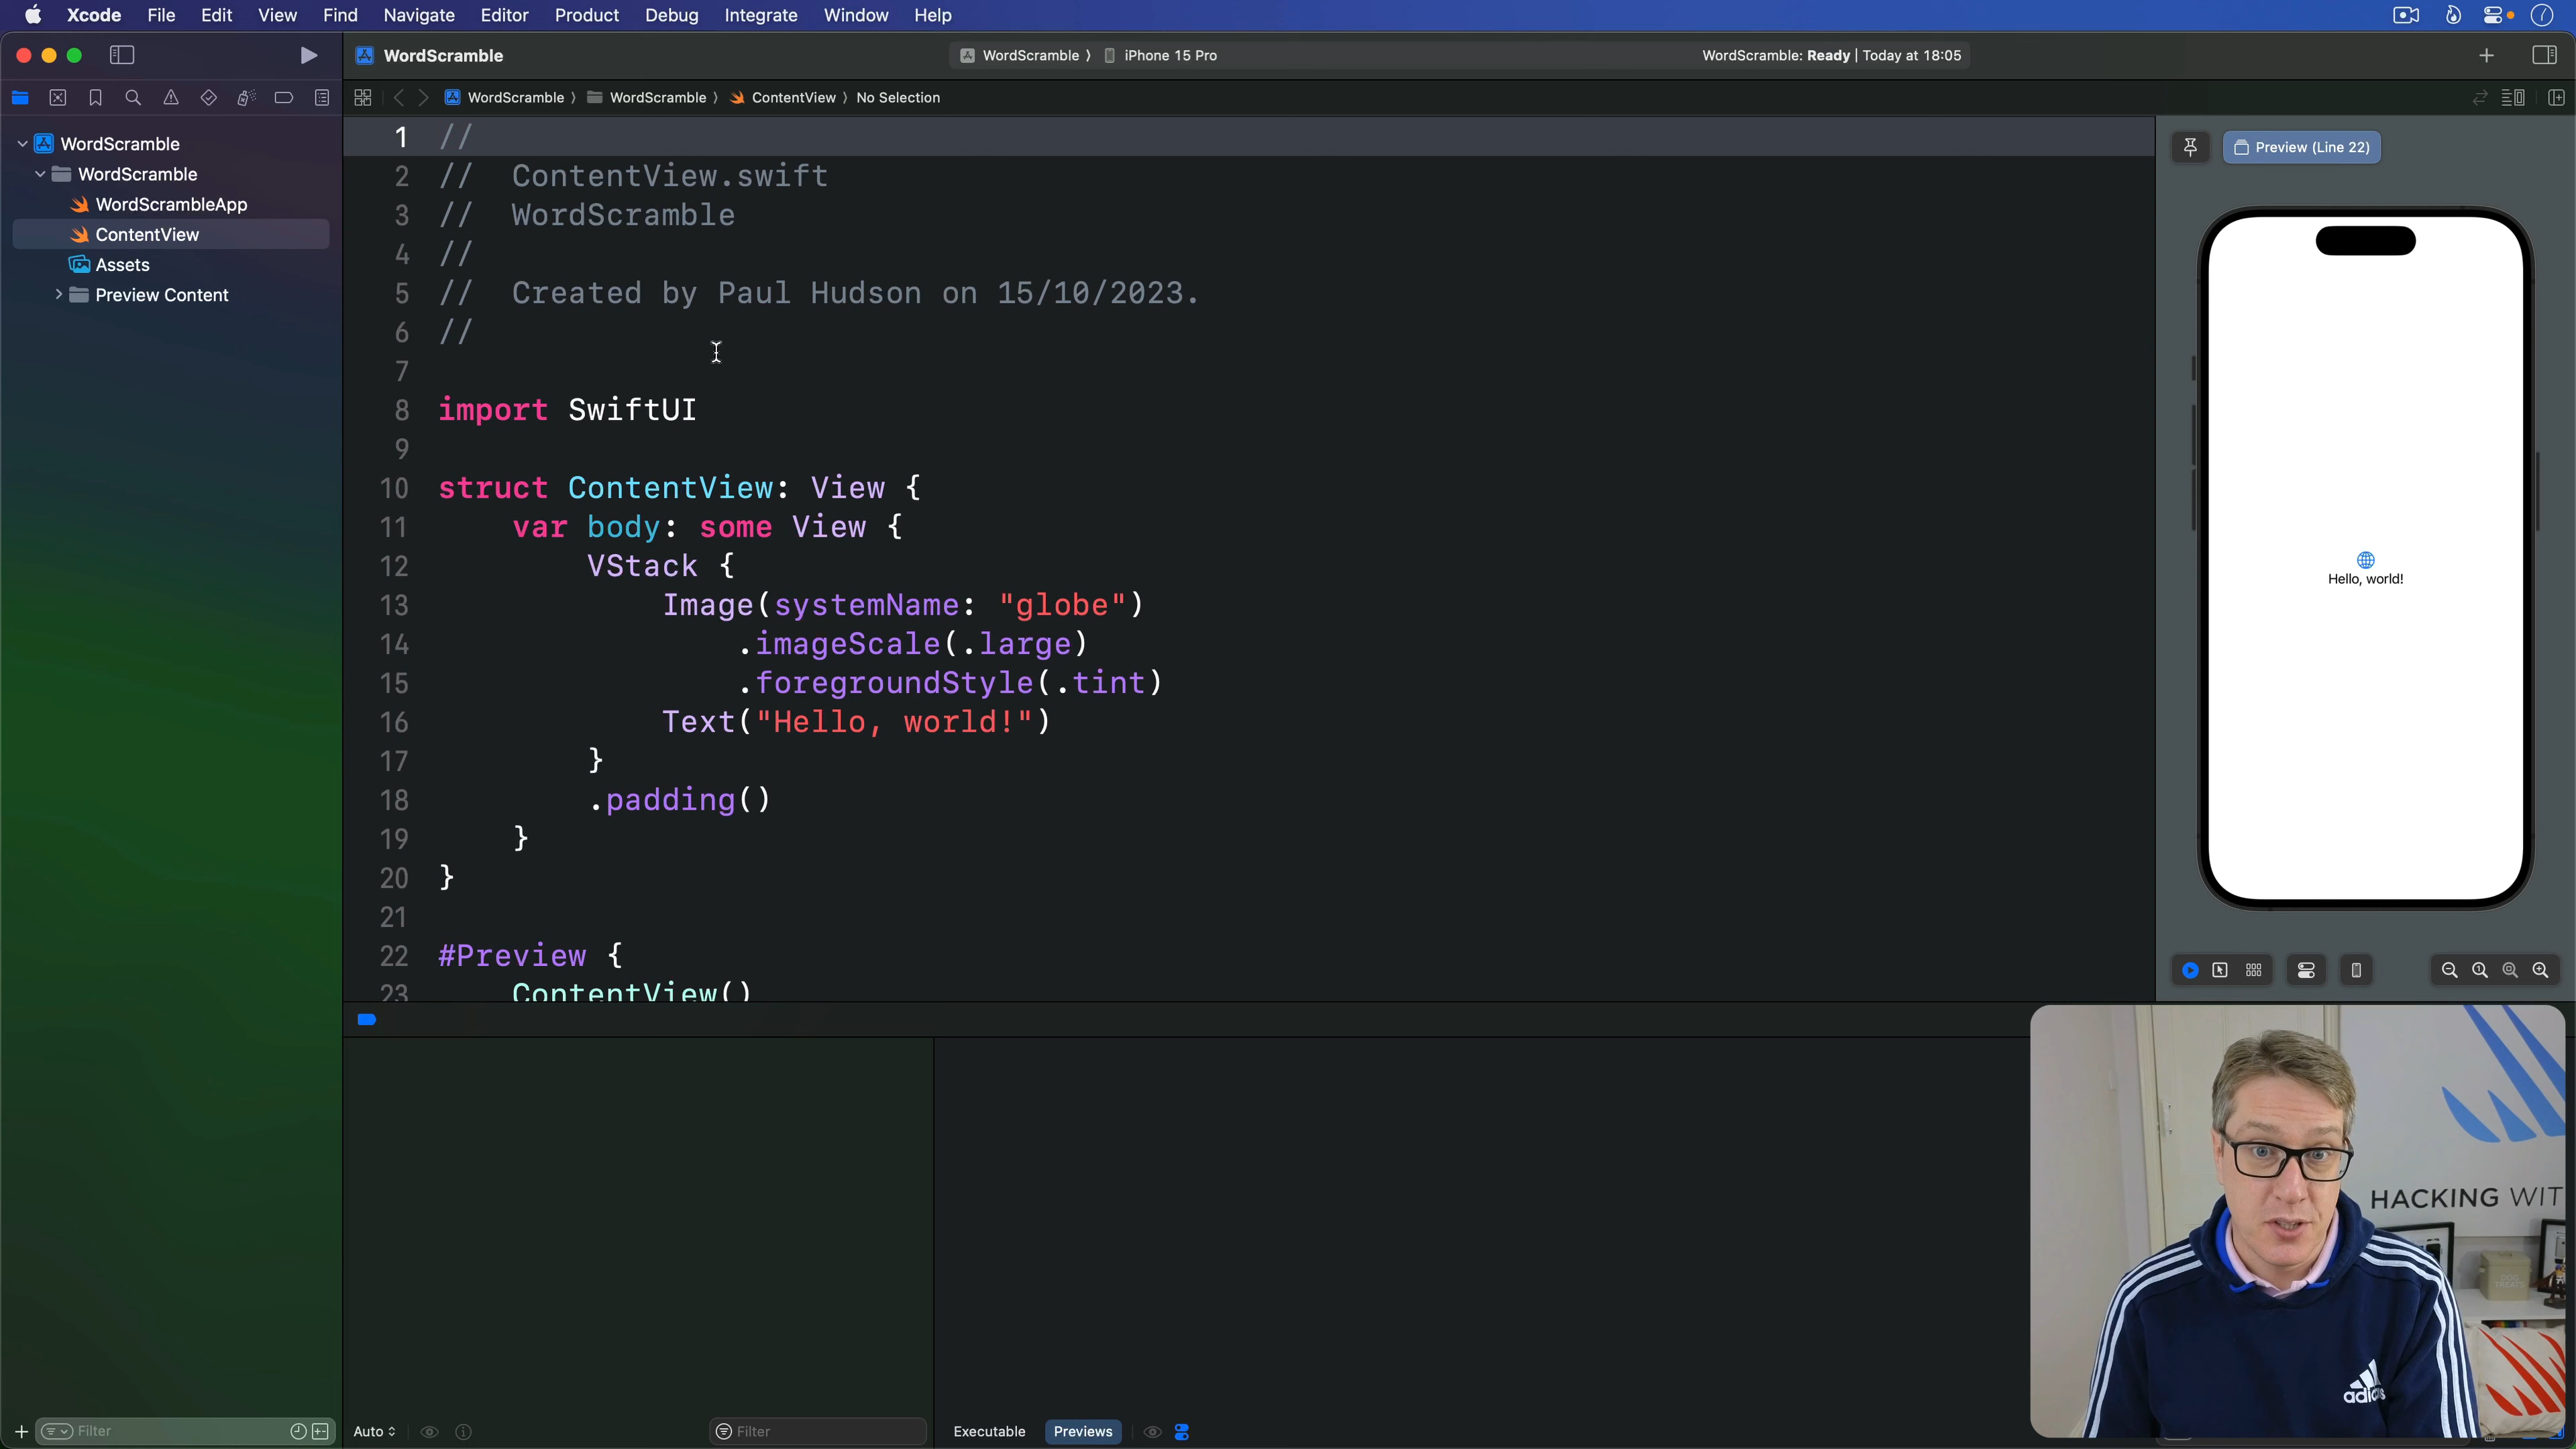 Xcode File Edit View Find Navigate Editor Product Debug Integrate Window Help
WordScramble
WordScramble 〉 iPhone 15 Pro
WordScramble: Ready | Today at 18:05
WordScramble 〉 WordScramble 〉 ContentView 〉 No Selection
WordScramble
WordScramble
WordScrambleApp
ContentView
Assets
Preview Content
1 //
2 //  ContentView.swift
3 //  WordScramble
4 //
5 //  Created by Paul Hudson on 15/10/2023.
6 //
7
8 import SwiftUI
9
10 struct ContentView: View {
11     var body: some View {
12         VStack {
13             Image(systemName: "globe")
14                 .imageScale(.large)
15                 .foregroundStyle(.tint)
16             Text("Hello, world!")
17         }
18         .padding()
19     }
20 }
21
22 #Preview {
23     ContentView()
Preview (Line 22)
Hello, world!
HACKING WIT
adidas
Filter
Auto
Filter
Executable
Previews